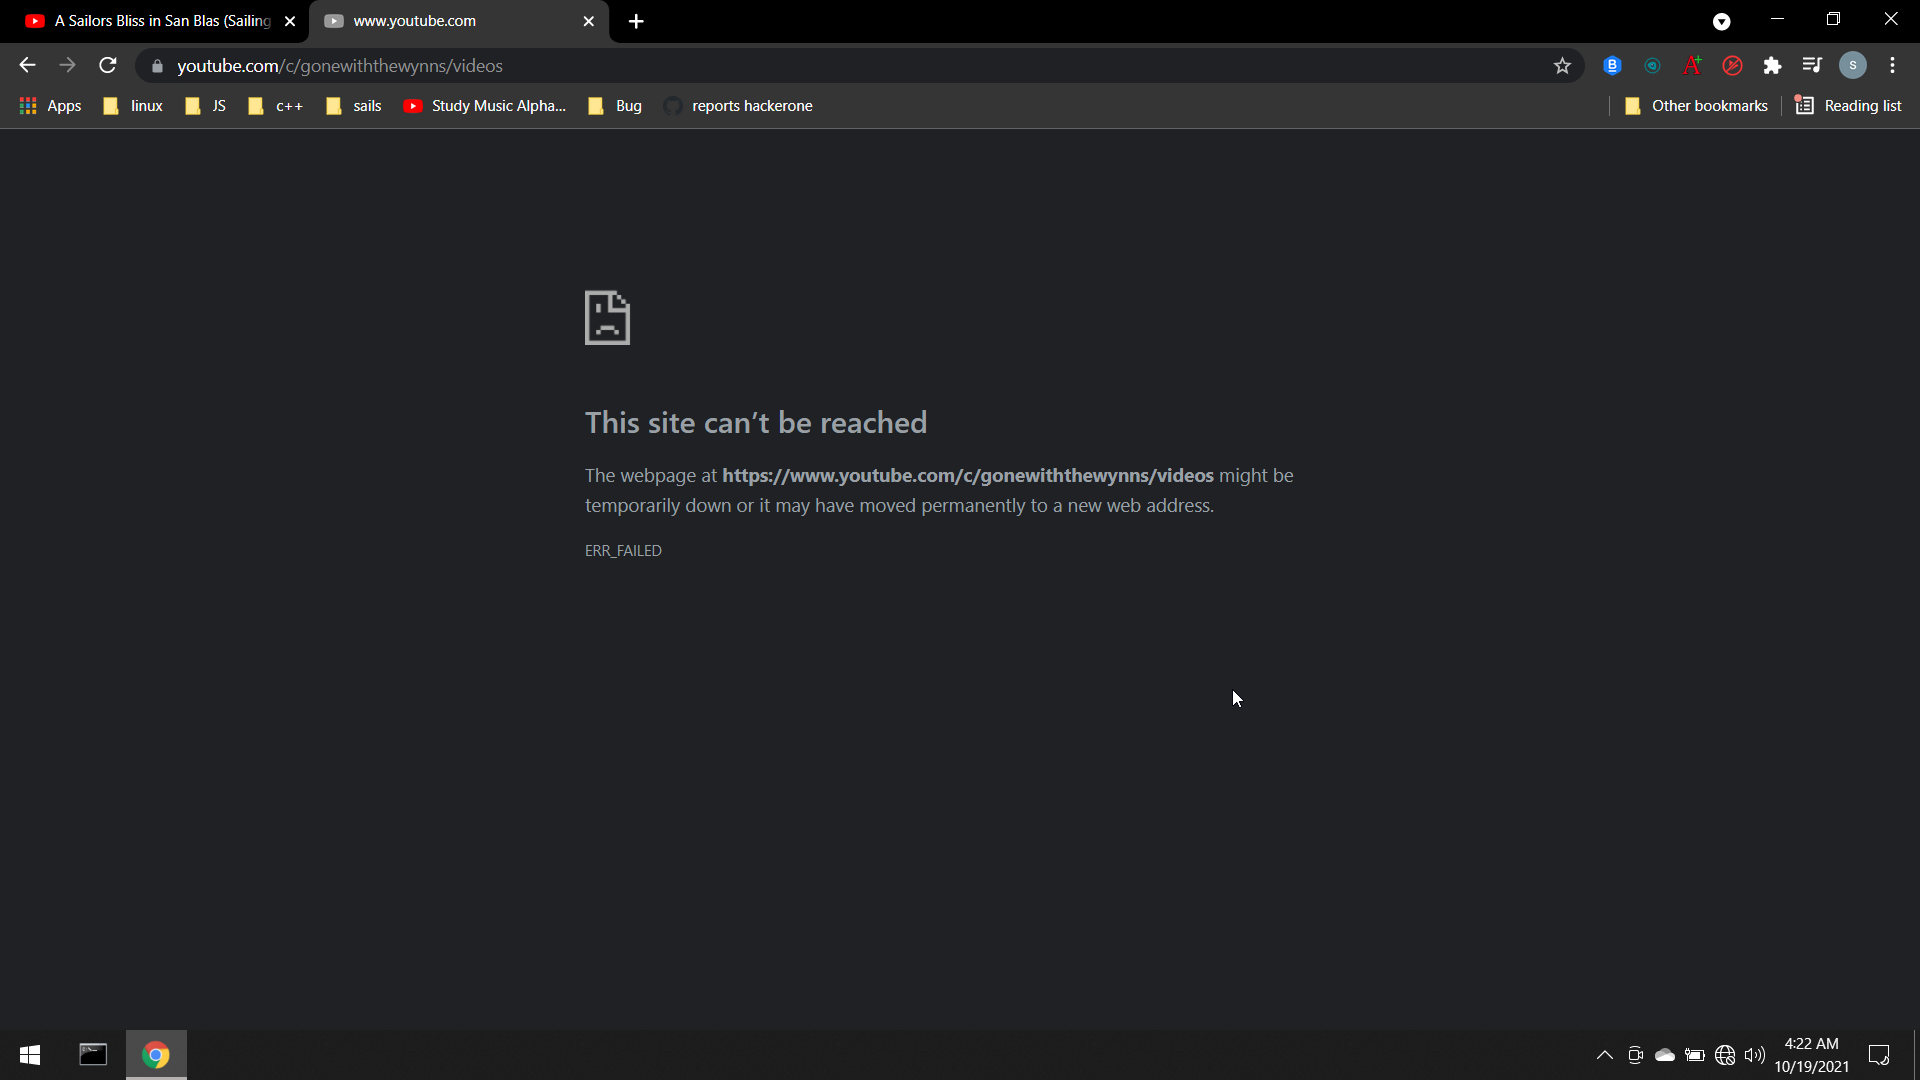 A Sailors Bliss in San Blas (Sailing
www.youtube.com
youtube.com/c/gonewiththewynns/videos
S
Apps
linux
JS
c++
sails
Study Music Alpha...
Bug
reports hackerone
Other bookmarks
Reading list
This site can’t be reached
The webpage at https://www.youtube.com/c/gonewiththewynns/videos might be
temporarily down or it may have moved permanently to a new web address.
ERR_FAILED
4:22 AM
10/19/2021